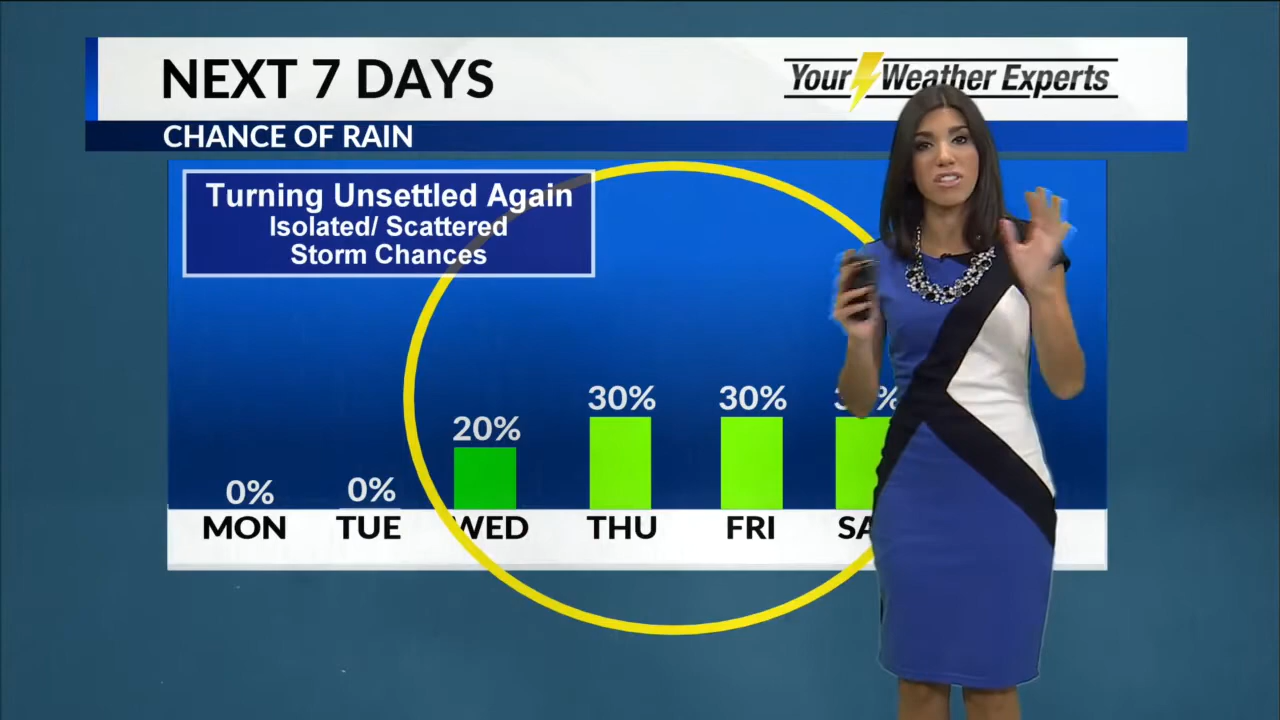 NEXT 7 DAYS
Your Weather Experts
CHANCE OF RAIN
Turning Unsettled Again
Isolated/ Scattered
Storm Chances
0% 0% 20% 30% 30%
MON TUE WED THU FRI